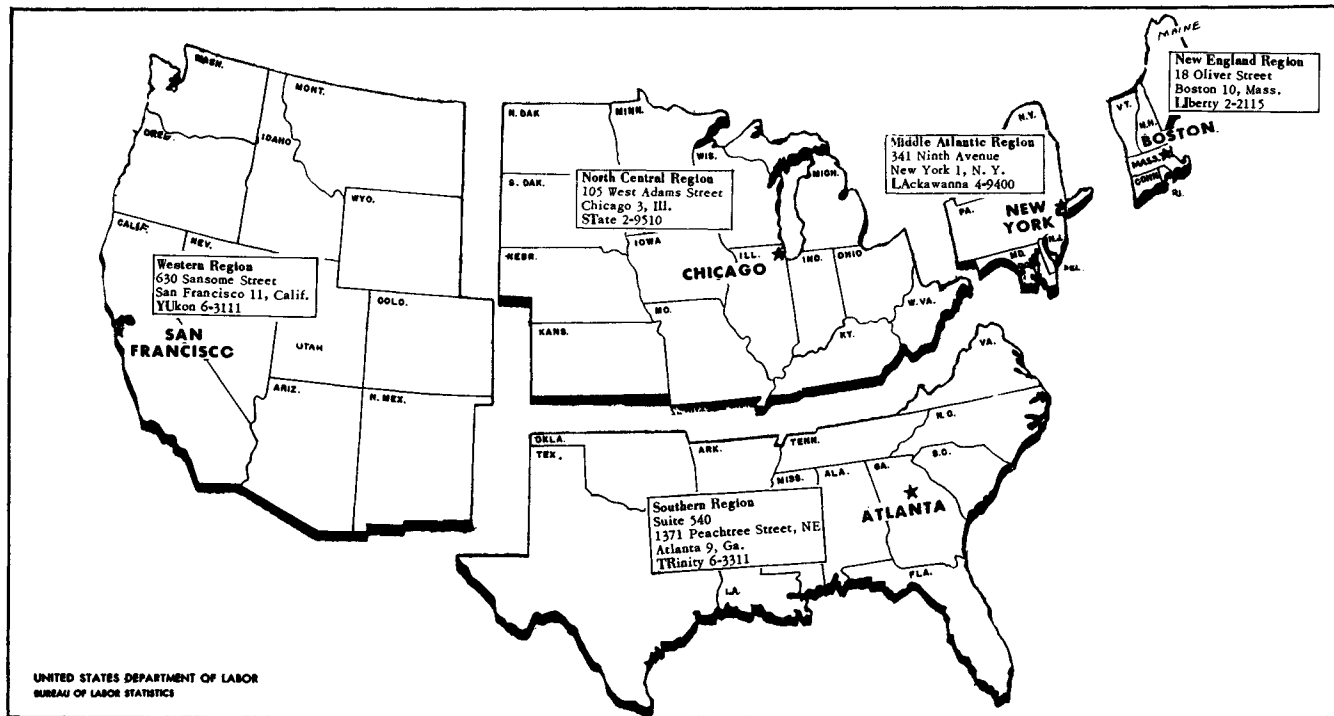 MAINE
New England Region
18 Oliver Street
Boston 10, Mass.
LIberty 2-2115
VT.
N.H.
BOSTON
MASS.
CONN.
R.I.
WASH.
MONT.
OREG.
IDAHO
WYO.
CALIF.
NEV.
Western Region
630 Sansome Street
San Francisco 11, Calif.
YUkon 6-3111
SAN
FRANCISCO
UTAH
COLO.
ARIZ.
N. MEX.
N. DAK
MINN.
WIS.
MICH.
S. DAK.
North Central Region
105 West Adams Street
Chicago 3, Ill.
STate 2-9510
NEBR.
IOWA
ILL.
CHICAGO
IND.
OHIO
W. VA.
KANS.
MO.
KY.
N.Y.
Middle Atlantic Region
341 Ninth Avenue
New York 1, N. Y.
LAckawanna 4-9400
PA.
NEW
YORK
N.J.
MD.
DEL.
VA.
N. C.
OKLA.
TEX.
ARK.
TENN.
S.C.
MISS.
ALA.
GA.
Southern Region
Suite 540
1371 Peachtree Street, NE
Atlanta 9, Ga.
TRinity 6-3311
ATLANTA
LA.
FLA.
UNITED STATES DEPARTMENT OF LABOR
BUREAU OF LABOR STATISTICS